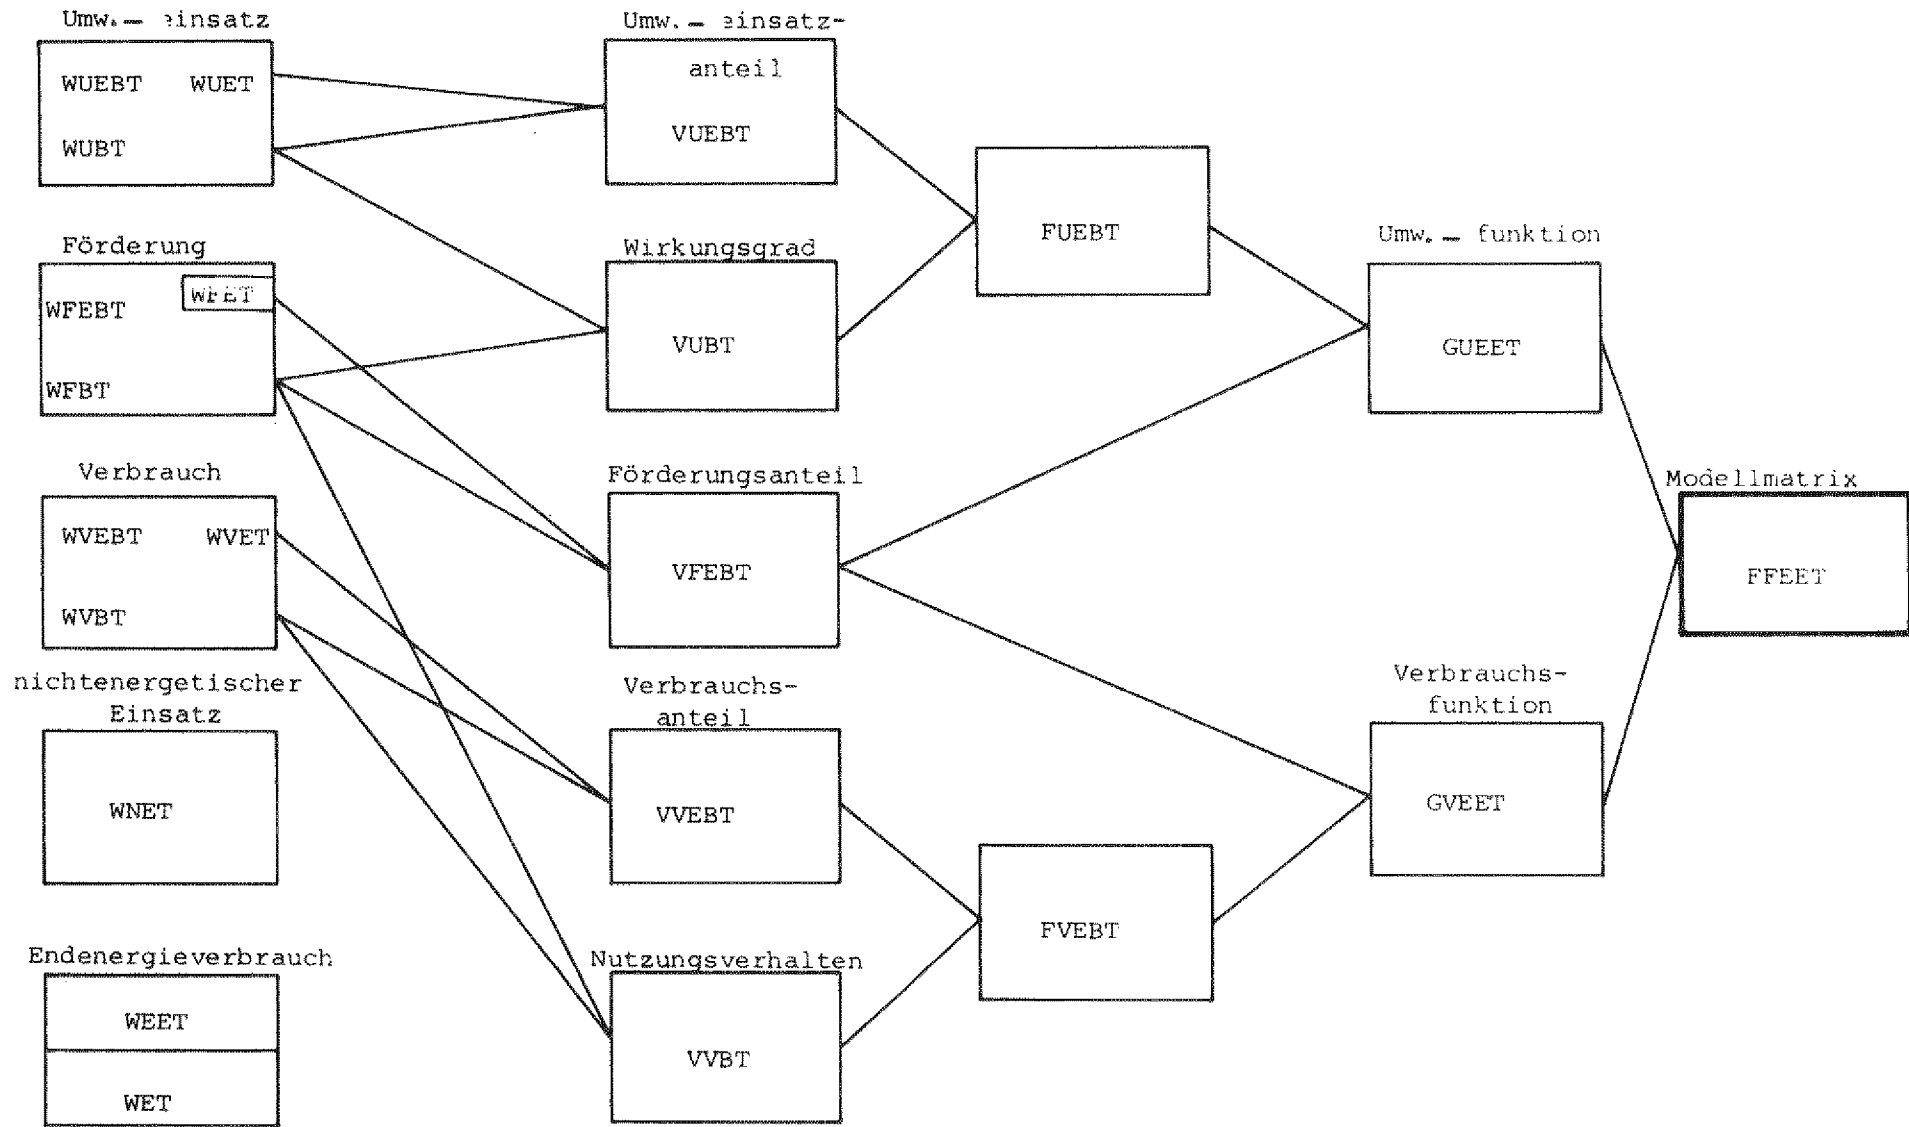 Umw. — einsatz
WUEBT WUET
WUBT
Förderung
WFEBT WFET
WFBT
Verbrauch
WVEBT WVET
WVBT
nichtenergetischer
Einsatz
WNET
Endenergieverbrauch
WEET
WET
Umw. — einsatz-
anteil
VUEBT
Wirkungsgrad
VUBT
Förderungsanteil
VFEBT
Verbrauchs-
anteil
VVEBT
Nutzungsverhalten
VVBT
FUEBT
FVEBT
Umw. — funktion
GUEET
Verbrauchs-
funktion
GVEET
Modellmatrix
FFEET